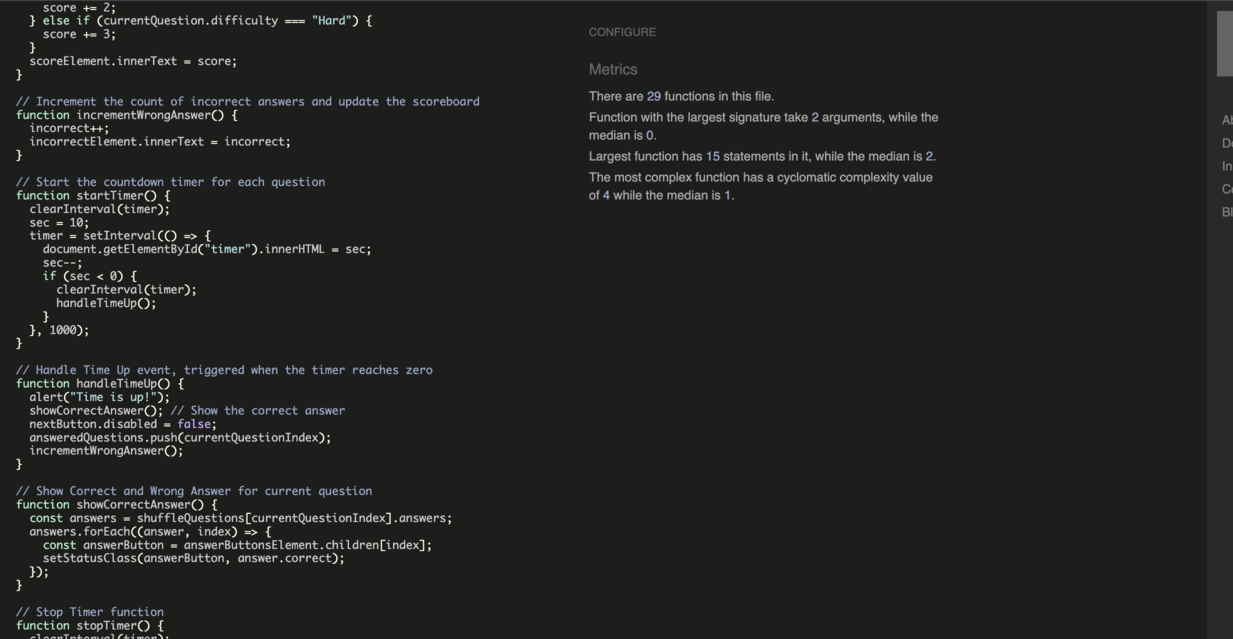 score += 2;
} else if (currentQuestion.difficulty === "Hard") {
score += 3;
}
scoreElement.innerText = score;
}
// Increment the count of incorrect answers and update the scoreboard
function incrementWrongAnswer() {
incorrect++;
incorrectElement.innerText = incorrect;
}
// Start the countdown timer for each question
function startTimer() {
clearInterval(timer);
sec = 10;
timer = setInterval(() => {
document.getElementById("timer").innerHTML = sec;
sec--;
if (sec < 0) {
clearInterval(timer);
handleTimeUp();
}
}, 1000);
}
// Handle Time Up event, triggered when the timer reaches zero
function handleTimeUp() {
alert("Time is up!");
showCorrectAnswer(); // Show the correct answer
nextButton.disabled = false;
answeredQuestions.push(currentQuestionIndex);
incrementWrongAnswer();
}
// Show Correct and Wrong Answer for current question
function showCorrectAnswer() {
const answers = shuffleQuestions[currentQuestionIndex].answers;
answers.forEach((answer, index) => {
const answerButton = answerButtonsElement.children[index];
setStatusClass(answerButton, answer.correct);
});
}
// Stop Timer function
function stopTimer() {
clearInterval(timer);
CONFIGURE
Metrics
There are 29 functions in this file.
Function with the largest signature take 2 arguments, while the
median is 0.
Largest function has 15 statements in it, while the median is 2.
The most complex function has a cyclomatic complexity value
of 4 while the median is 1.